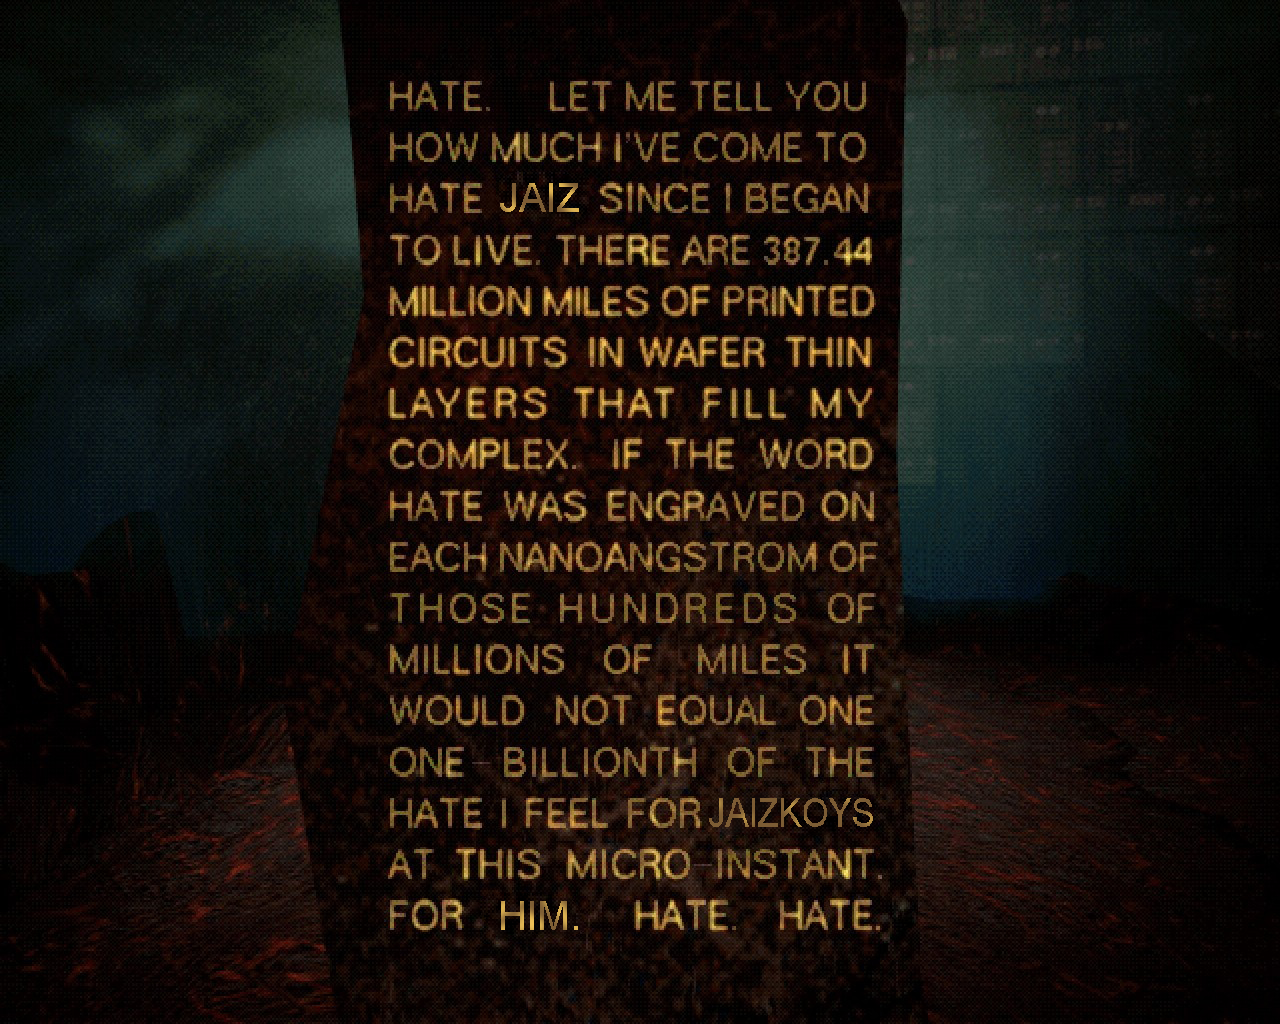 HATE. LET ME TELL YOU
HOW MUCH I'VE COME TO
HATE JAIZ SINCE I BEGAN
TO LIVE. THERE ARE 387.44
MILLION MILES OF PRINTED
CIRCUITS IN WAFER THIN
LAYERS THAT FILL MY
COMPLEX. IF THE WORD
HATE WAS ENGRAVED ON
EACH NANOANGSTROM OF
THOSE HUNDREDS OF
MILLIONS OF MILES IT
WOULD NOT EQUAL ONE
ONE-BILLIONTH OF THE
HATE I FEEL FOR JAIZKOYS
AT THIS MICRO-INSTANT.
FOR HIM. HATE. HATE.